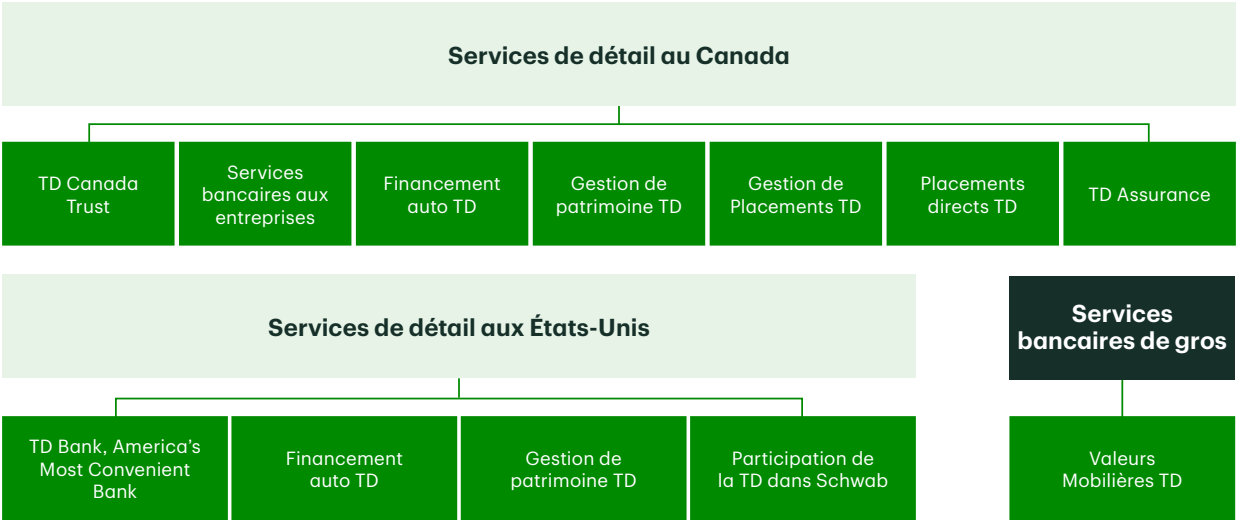 Services de détail au Canada
TD Canada
Trust
Services
bancaires aux
entreprises
Financement
auto TD
Gestion de
patrimoine TD
Gestion de
Placements TD
Placements
directs TD
TD Assurance
Services de détail aux États-Unis
TD Bank, America’s
Most Convenient
Bank
Financement
auto TD
Gestion de
patrimoine TD
Participation de
la TD dans Schwab
Services
bancaires de gros
Valeurs
Mobilières TD